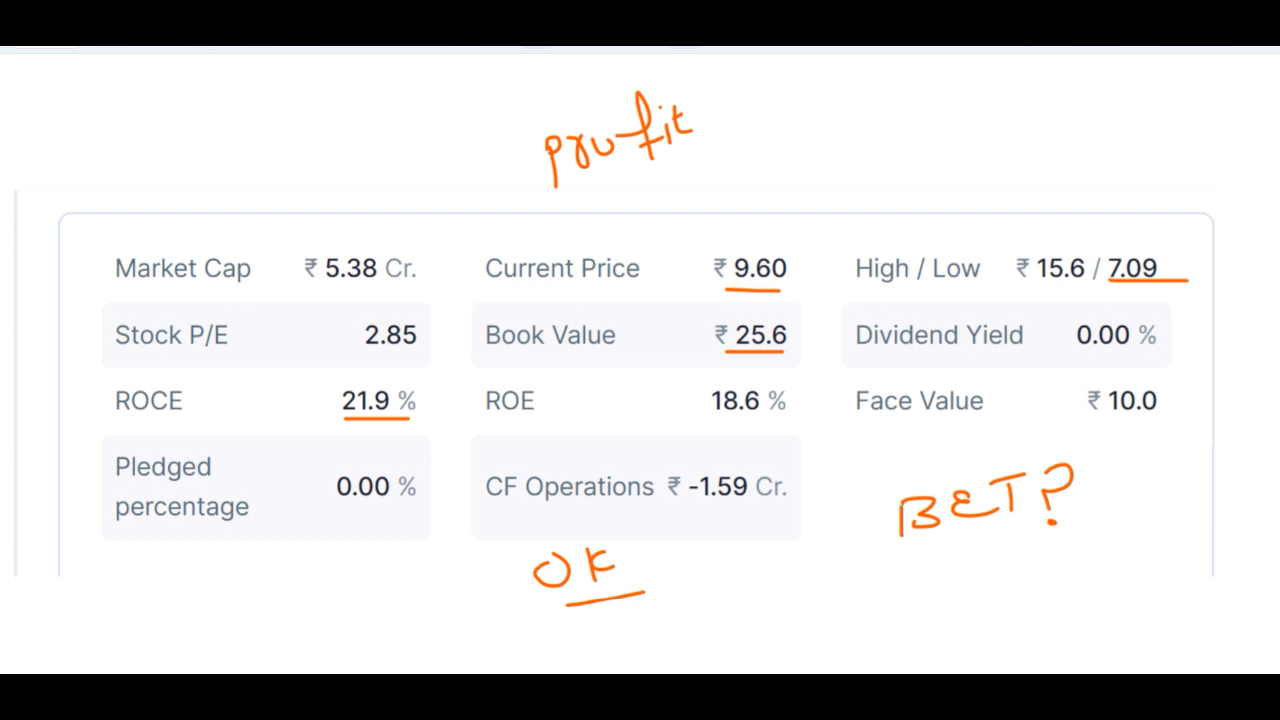 profit
Market Cap ₹ 5.38 Cr. Current Price ₹ 9.60 High / Low ₹ 15.6 / 7.09
Stock P/E 2.85 Book Value ₹ 25.6 Dividend Yield 0.00 %
ROCE 21.9 % ROE 18.6 % Face Value ₹ 10.0
Pledged percentage 0.00 % CF Operations ₹ -1.59 Cr.
BET?
OK